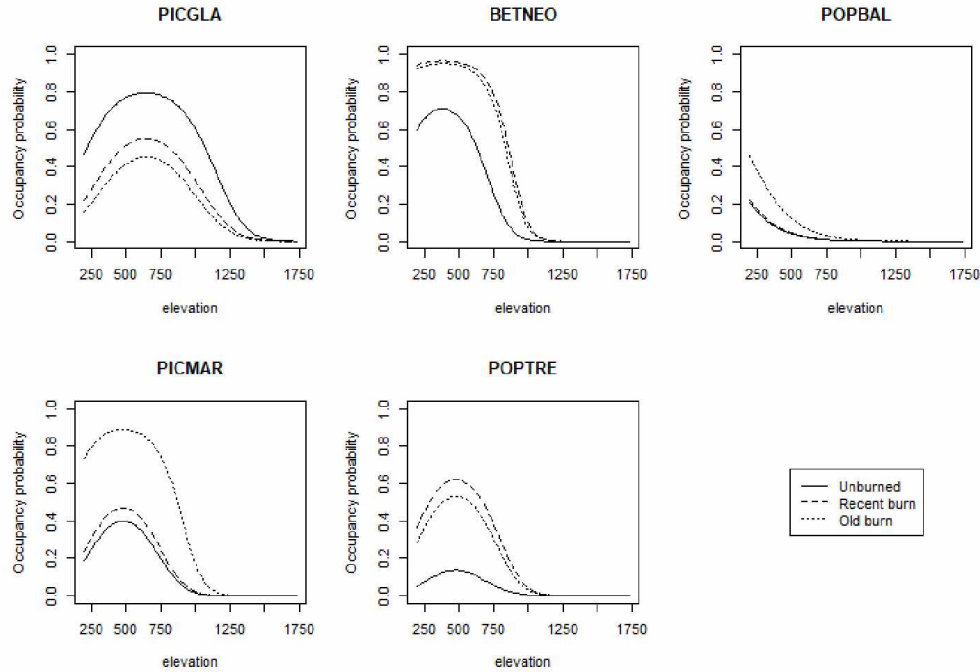 PICGLA
Occupancy probability
0.0 0.2 0.4 0.6 0.8 1.0
250 500 750 1250 1750
elevation
BETNEO
Occupancy probability
0.0 0.2 0.4 0.6 0.8 1.0
250 500 750 1250 1750
elevation
POPBAL
Occupancy probability
0.0 0.2 0.4 0.6 0.8 1.0
250 500 750 1250 1750
elevation
PICMAR
Occupancy probability
0.0 0.2 0.4 0.6 0.8 1.0
250 500 750 1250 1750
elevation
POPTRE
Occupancy probability
0.0 0.2 0.4 0.6 0.8 1.0
250 500 750 1250 1750
elevation
Unburned
Recent burn
Old burn